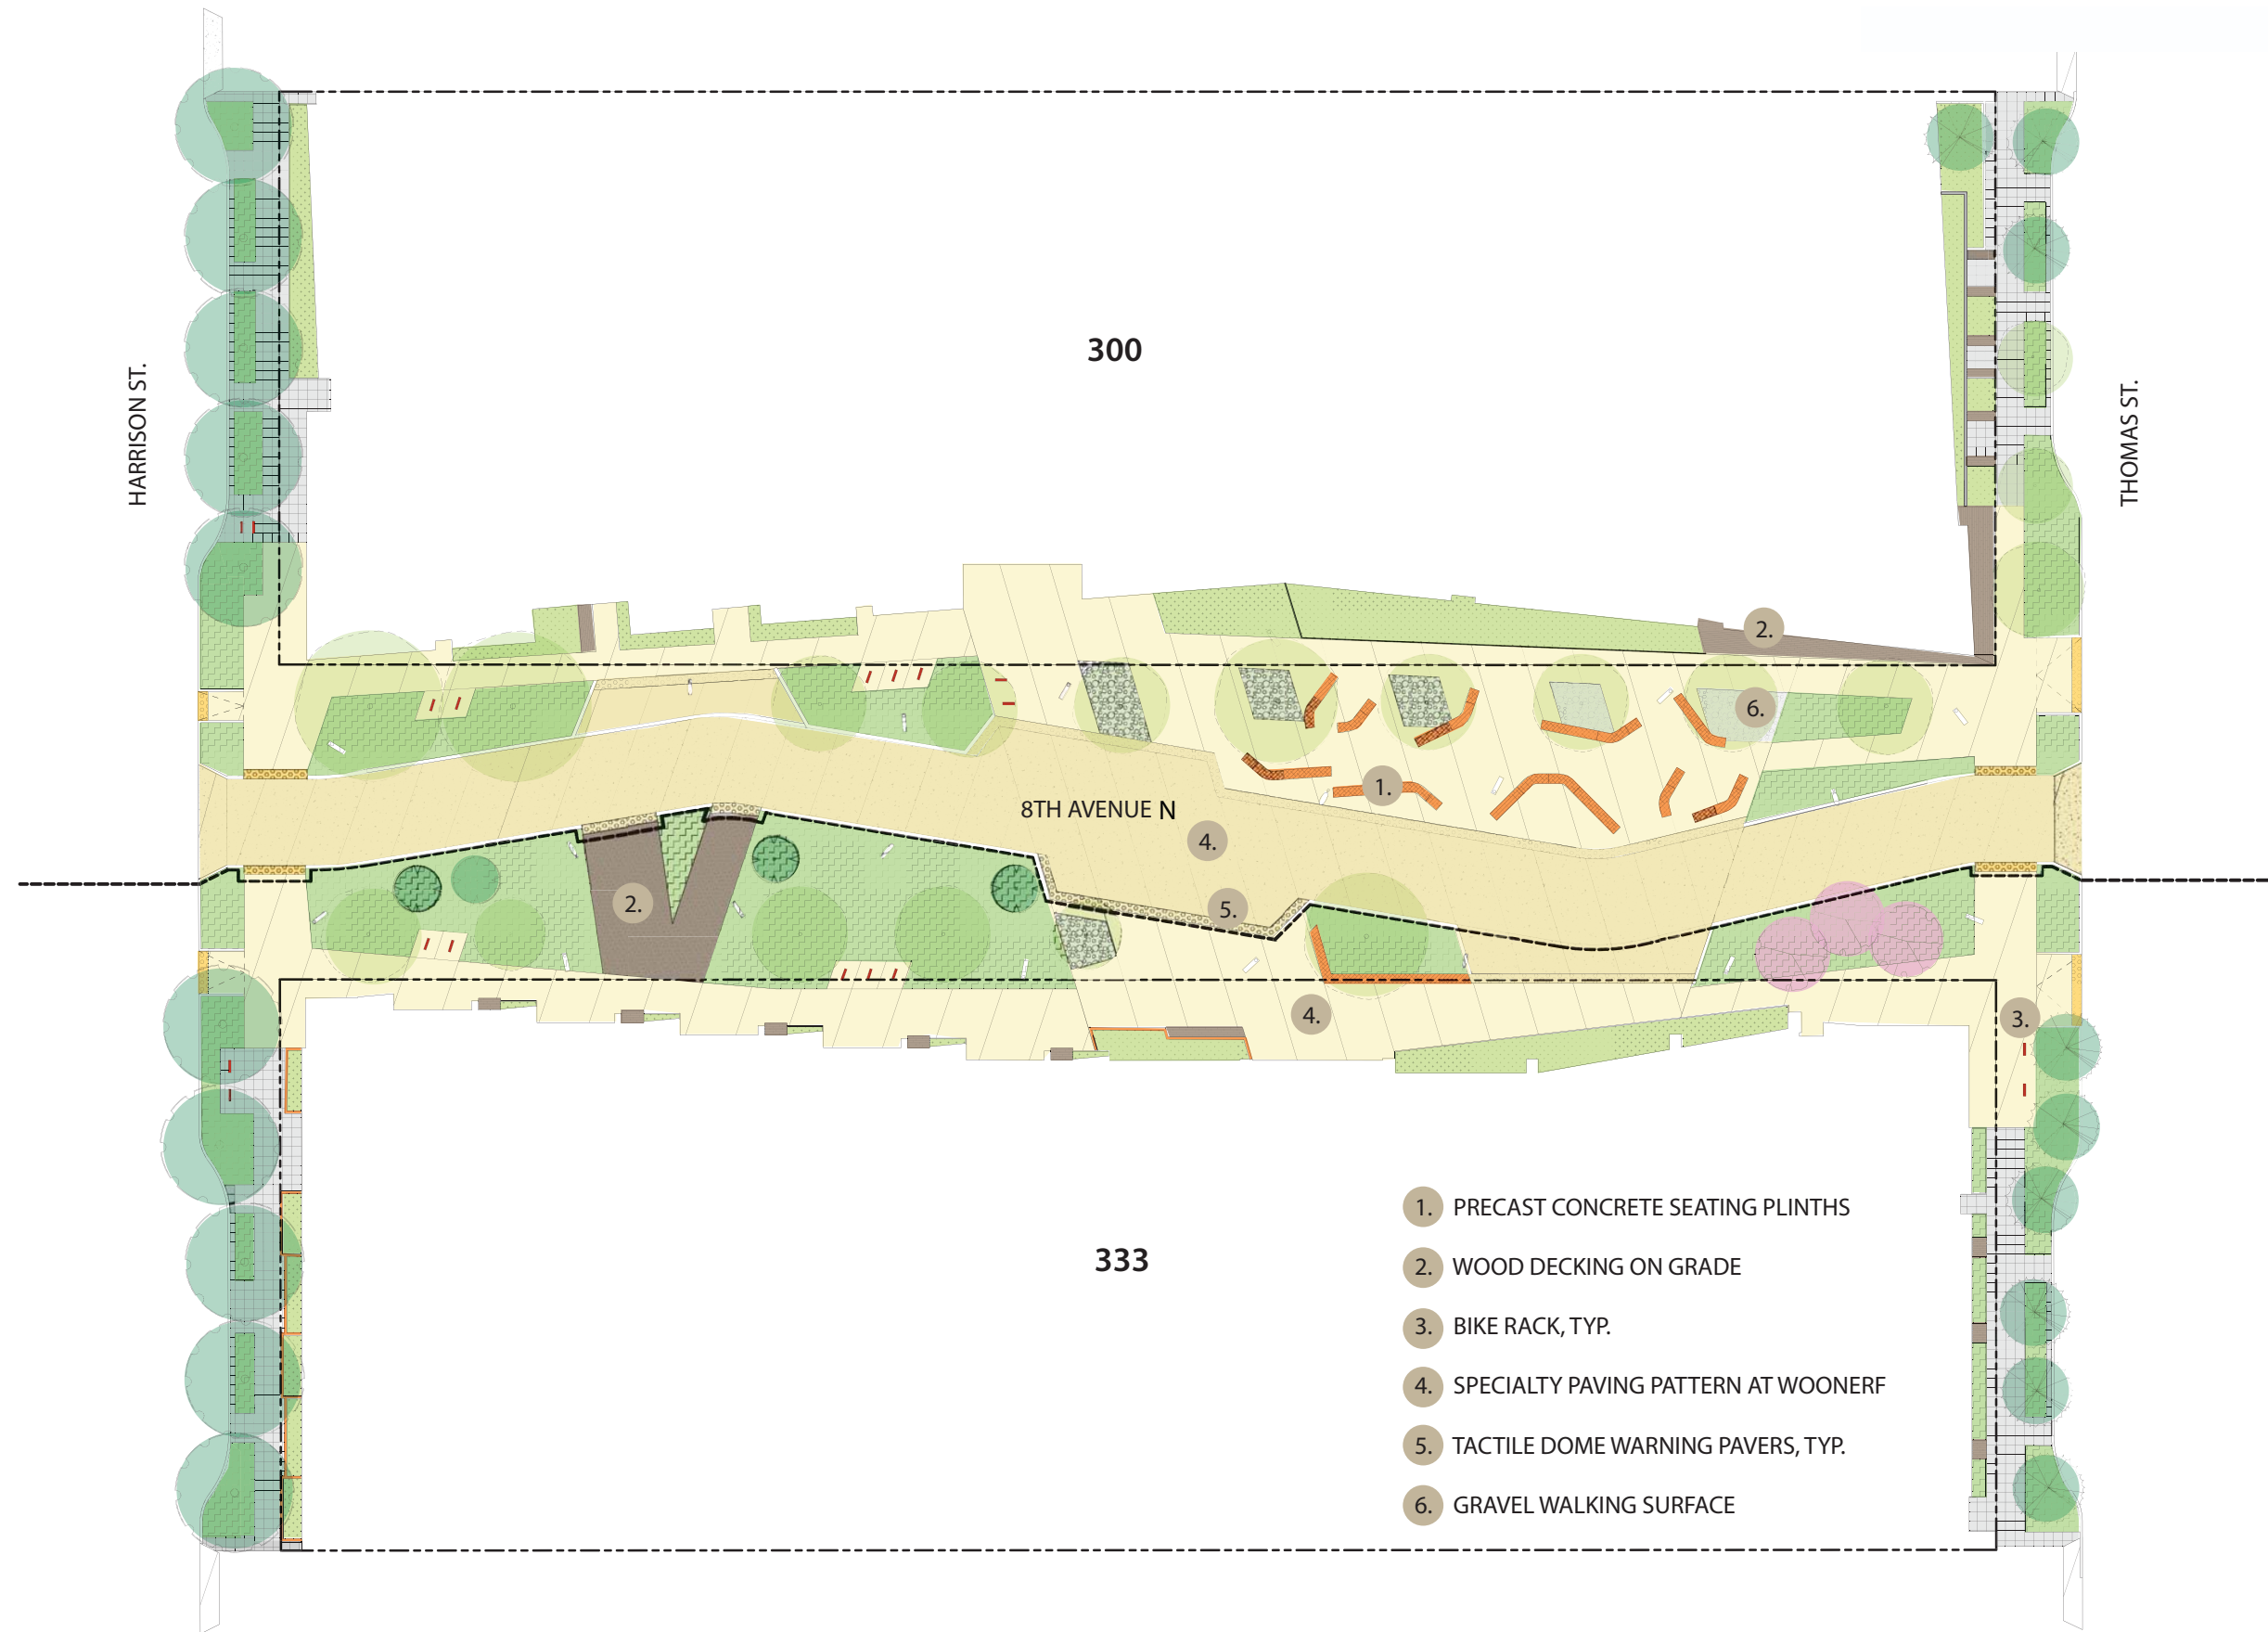 300
HARRISON ST.
THOMAS ST.
2.
6.
1.
8TH AVENUE N
4.
2.
5.
4.
3.
333
1. PRECAST CONCRETE SEATING PLINTHS
2. WOOD DECKING ON GRADE
3. BIKE RACK, TYP.
4. SPECIALTY PAVING PATTERN AT WOONERF
5. TACTILE DOME WARNING PAVERS, TYP.
6. GRAVEL WALKING SURFACE